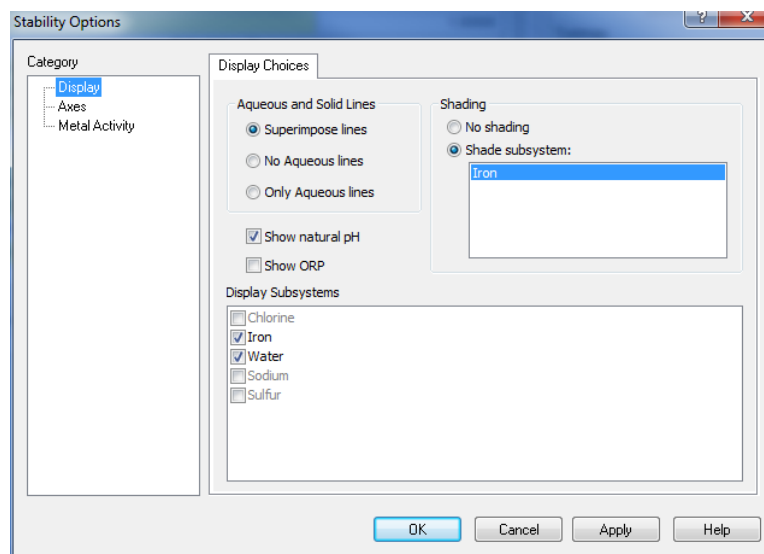 Stability Options
Category
Display
Axes
Metal Activity
Display Choices
Aqueous and Solid Lines
Superimpose lines
No Aqueous lines
Only Aqueous lines
Show natural pH
Show ORP
Shading
No shading
Shade subsystem:
Iron
Display Subsystems
Chlorine
Iron
Water
Sodium
Sulfur
OK
Cancel
Apply
Help